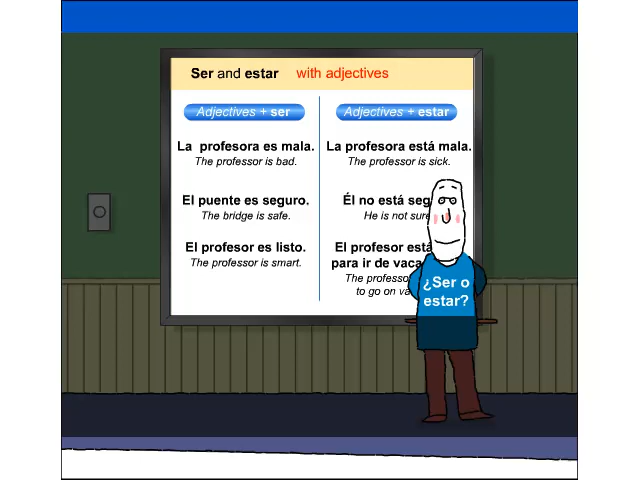 Ser and estar with adjectives
Adjectives + ser
La profesora es mala.
The professor is bad.
El puente es seguro.
The bridge is safe.
El profesor es listo.
The professor is smart.
Adjectives + estar
La profesora está mala.
The professor is sick.
Él no está
He is not sure
El profesor está
para ir de
The
to go on
¿Ser o
estar?